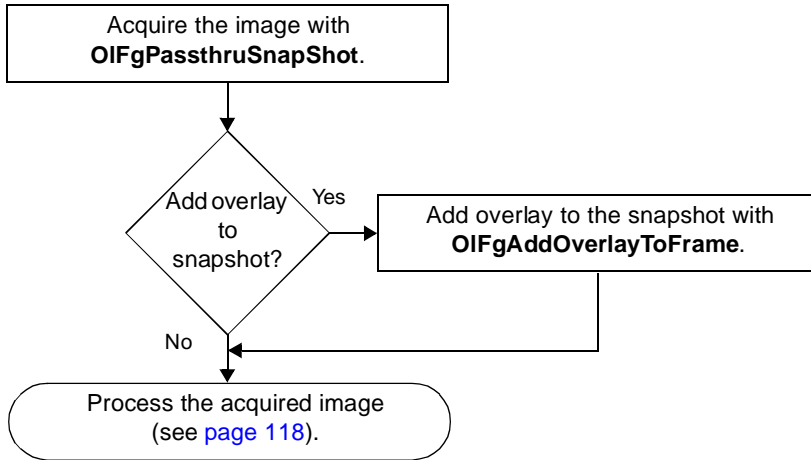 Acquire the image with
OlFgPassthruSnapShot.
Add overlay
to
snapshot?
Yes
Add overlay to the snapshot with
OlFgAddOverlayToFrame.
No
Process the acquired image
(see page 118).